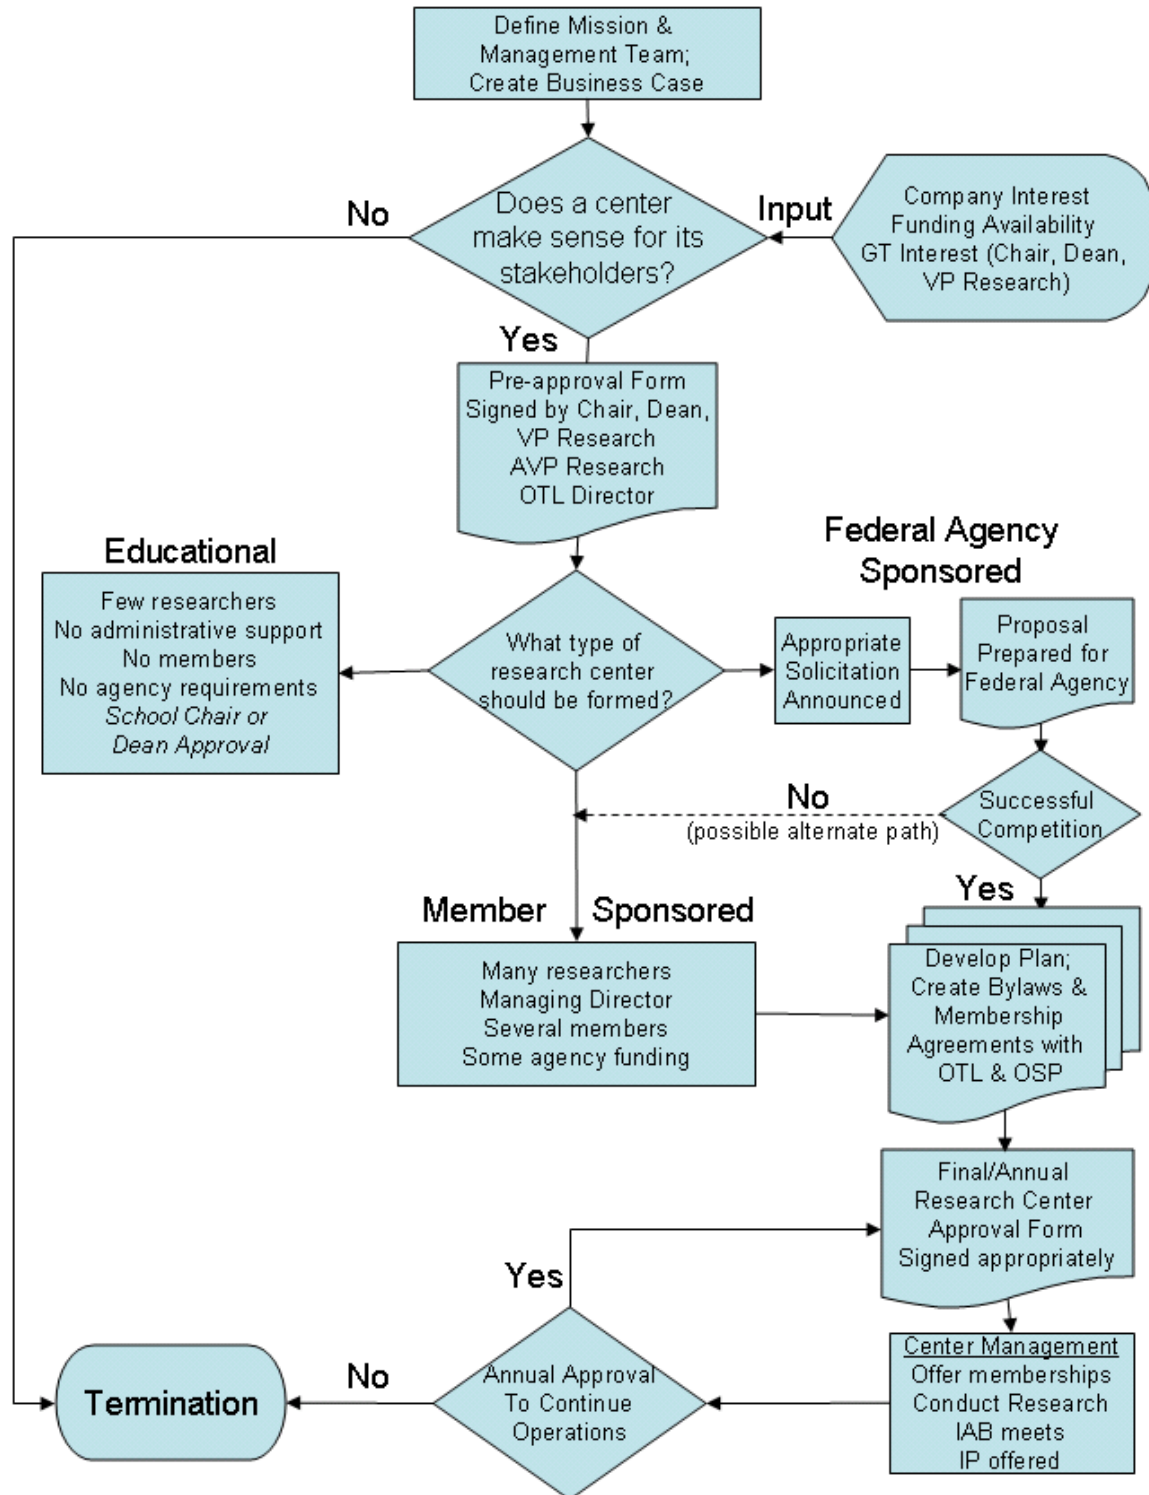 Define Mission &
Management Team;
Create Business Case
Does a center
make sense for its
stakeholders?
No
Input
Company Interest
Funding Availability
GT Interest (Chair, Dean,
VP Research)
Yes
Pre-approval Form
Signed by Chair, Dean,
VP Research
AVP Research
OTL Director
Educational
Few researchers
No administrative support
No members
No agency requirements
School Chair or
Dean Approval
What type of
research center
should be formed?
Federal Agency
Sponsored
Appropriate
Solicitation
Announced
Proposal
Prepared for
Federal Agency
Successful
Competition
No
(possible alternate path)
Yes
Member Sponsored
Many researchers
Managing Director
Several members
Some agency funding
Develop Plan;
Create Bylaws &
Membership
Agreements with
OTL & OSP
Final/Annual
Research Center
Approval Form
Signed appropriately
Center Management
Offer memberships
Conduct Research
IAB meets
IP offered
Annual Approval
To Continue
Operations
Yes
No
Termination